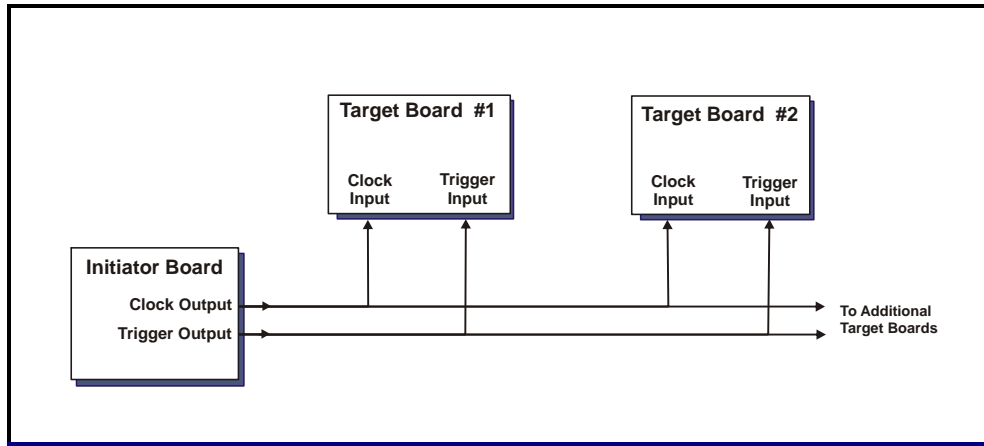 Target Board #1
Clock
Input
Trigger
Input
Target Board #2
Clock
Input
Trigger
Input
Initiator Board
Clock Output
Trigger Output
To Additional
Target Boards